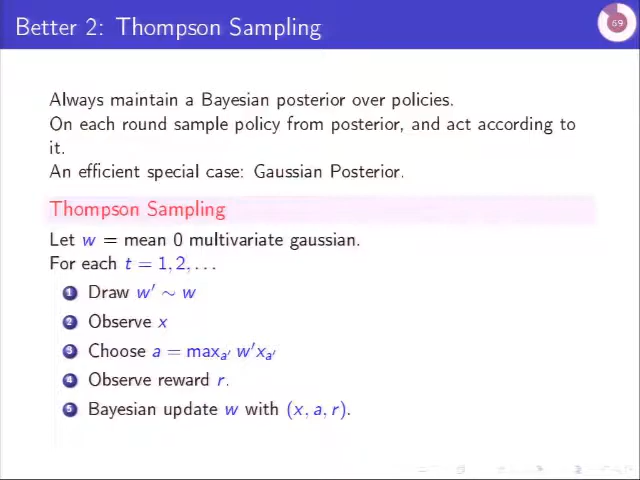 Better 2: Thompson Sampling
69
Always maintain a Bayesian posterior over policies.
On each round sample policy from posterior, and act according to
it.
An efficient special case: Gaussian Posterior.
Thompson Sampling
Let w = mean 0 multivariate gaussian.
For each t = 1, 2, . . .
1 Draw w′ ∼ w
2 Observe x
3 Choose a = maxₐ′ w′xₐ′
4 Observe reward r.
5 Bayesian update w with (x, a, r).